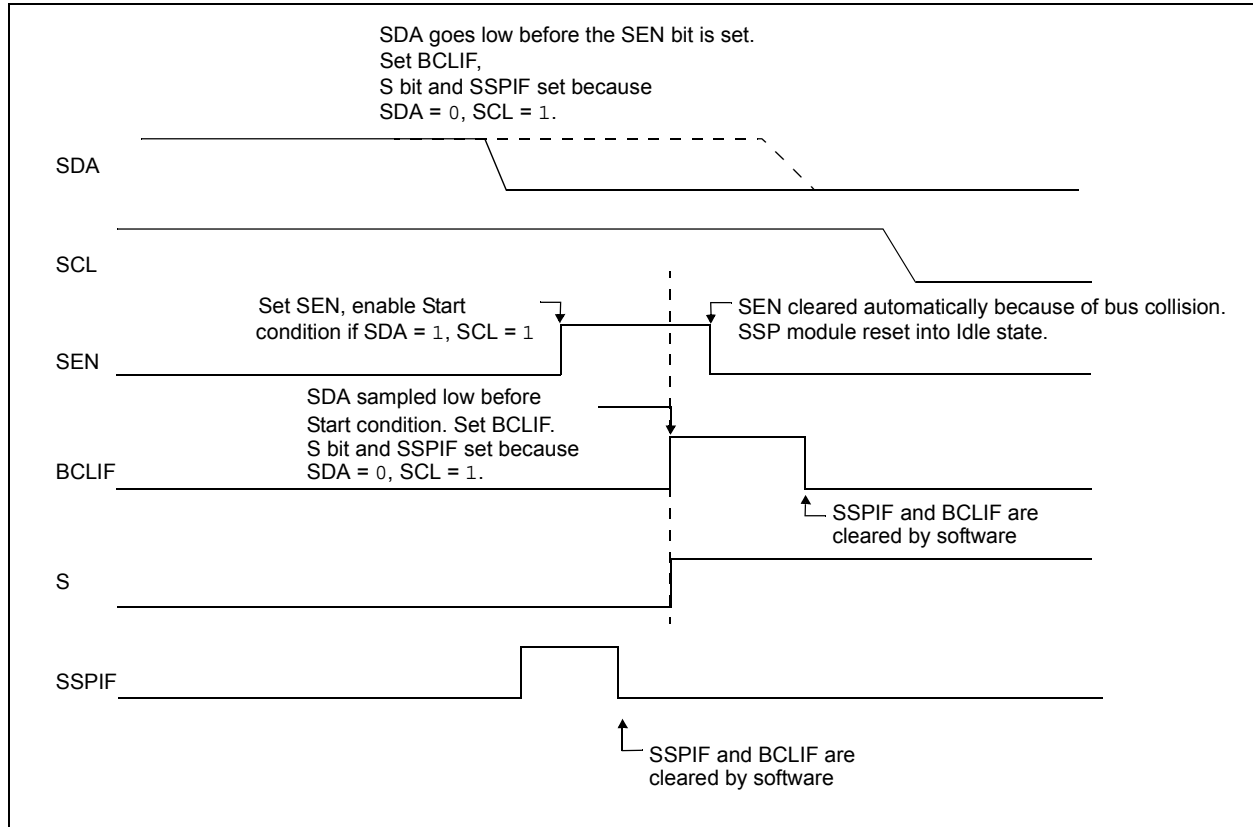 SDA goes low before the SEN bit is set.
Set BCLIF,
S bit and SSPIF set because
SDA = 0, SCL = 1.
SDA
SCL
Set SEN, enable Start
condition if SDA = 1, SCL = 1
SEN cleared automatically because of bus collision.
SSP module reset into Idle state.
SEN
SDA sampled low before
Start condition. Set BCLIF.
S bit and SSPIF set because
SDA = 0, SCL = 1.
BCLIF
SSPIF and BCLIF are
cleared by software
S
SSPIF
SSPIF and BCLIF are
cleared by software